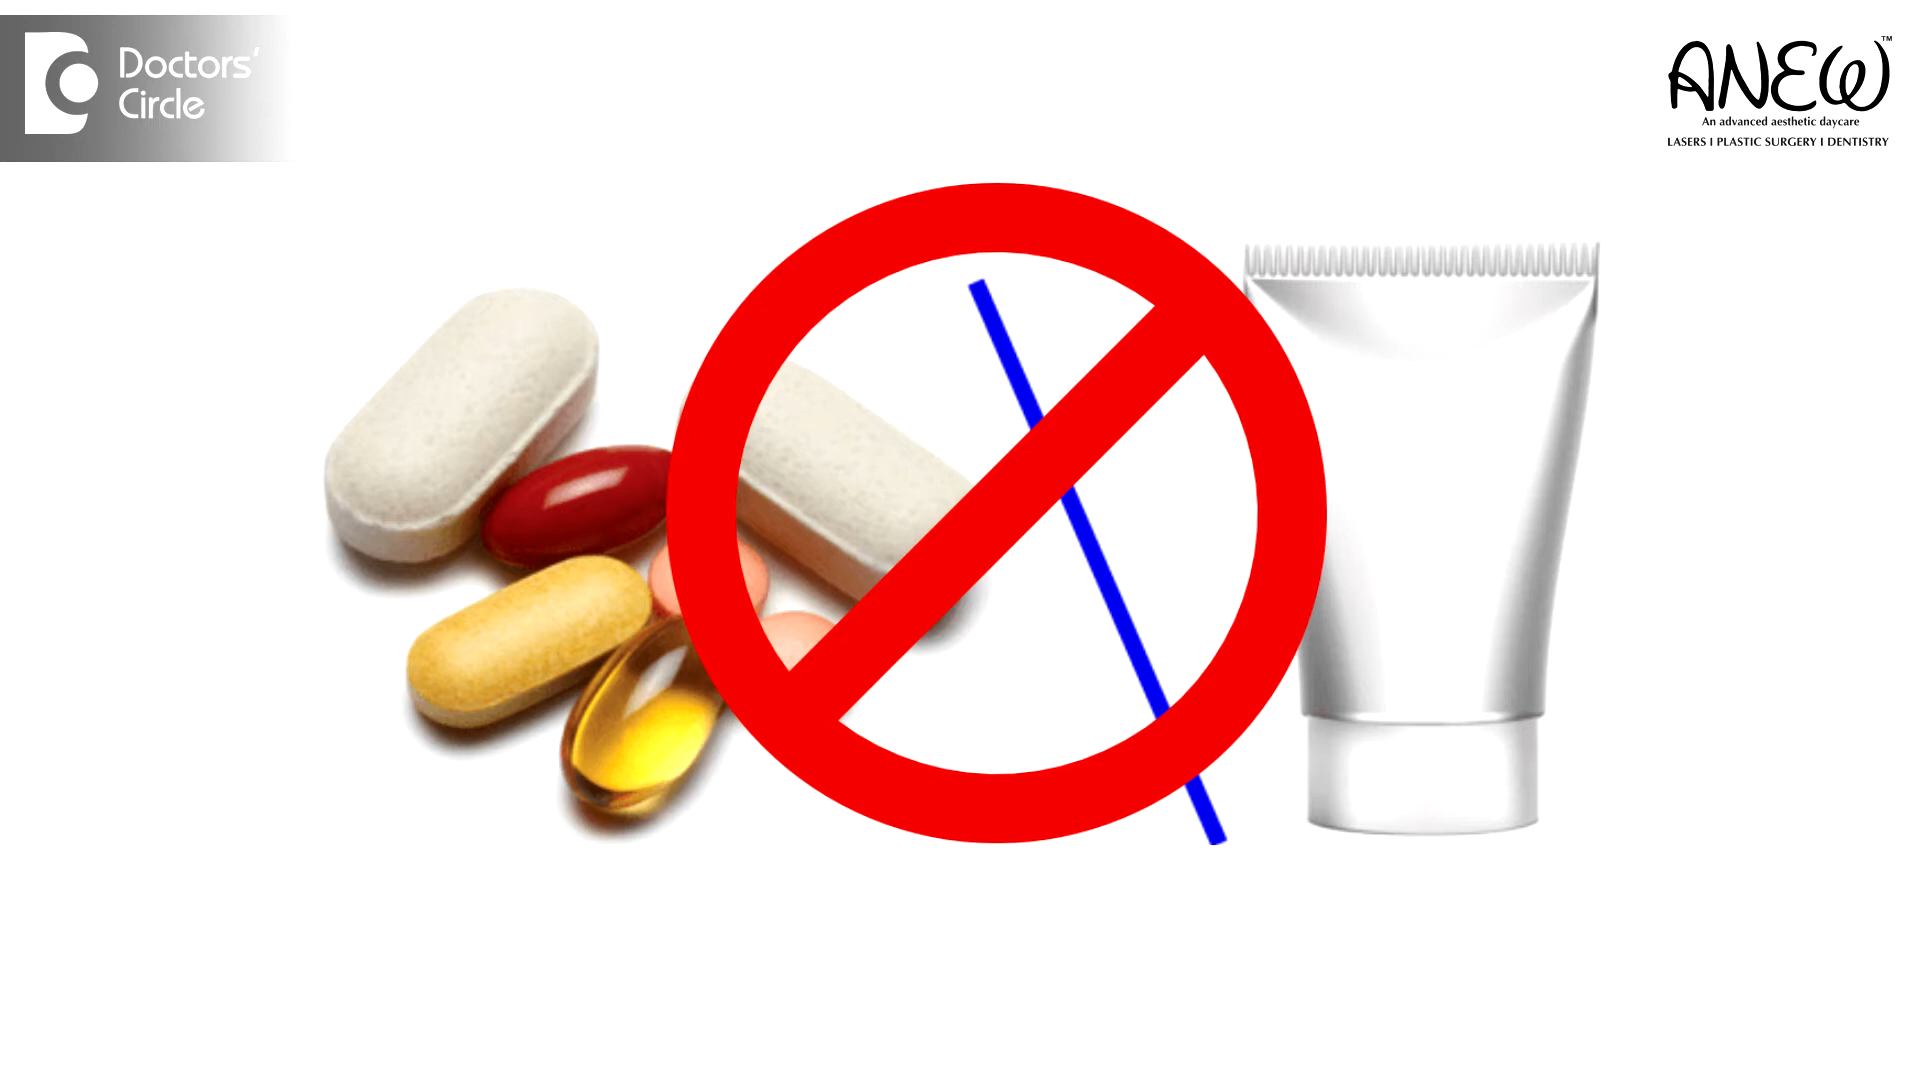 Doctors'
Circle
ANEW™
An advanced aesthetic daycare
LASERS I PLASTIC SURGERY I DENTISTRY